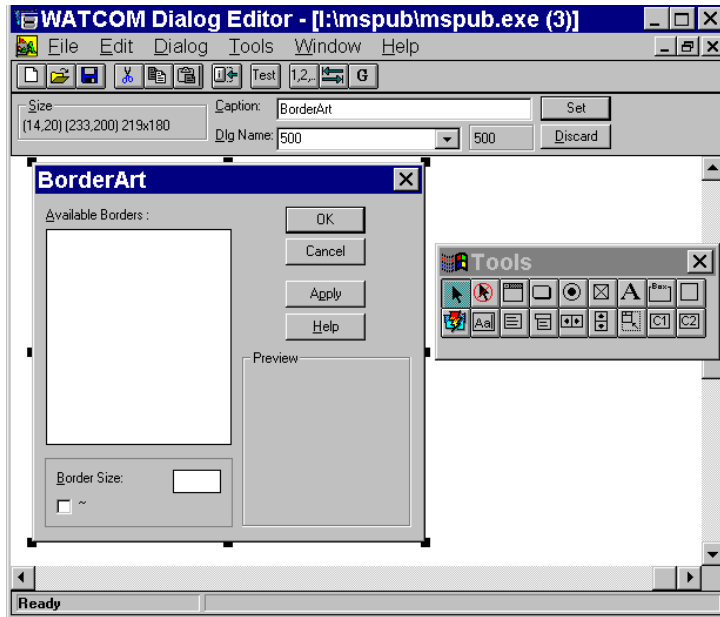 WATCOM Dialog Editor - [I:\mspub\mspub.exe (3)]
File Edit Dialog Tools Window Help
Test 1,2,.. G
Size Caption: BorderArt Set
(14,20) (233,200) 219x180
Dlg Name: 500 500 Discard
BorderArt
Available Borders :
OK
Cancel
Apply
Help
Preview
Border Size:
~
Tools
A Box
Aa C1 C2
Ready